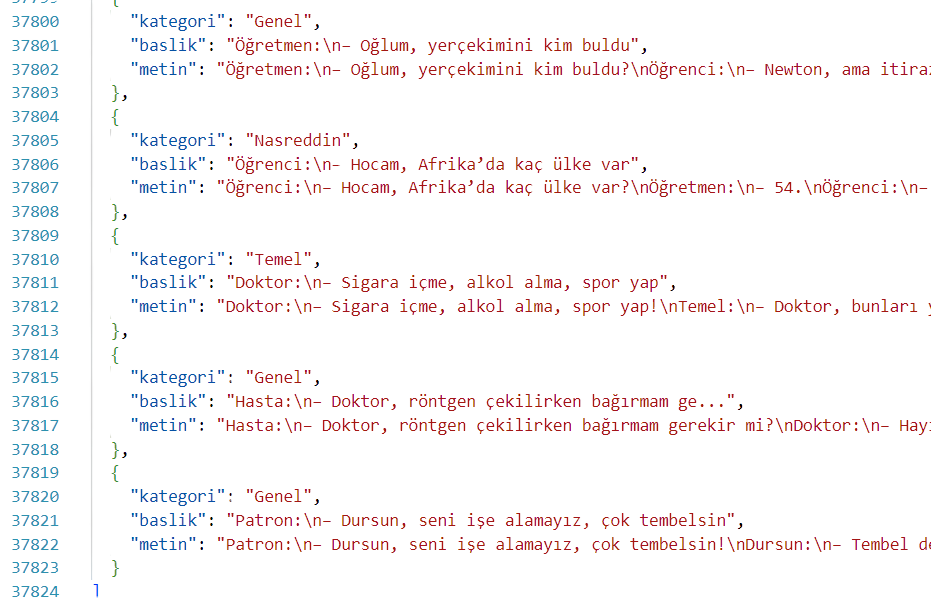 37799 {
37800 "kategori": "Genel",
37801 "baslik": "Öğretmen:\n– Oğlum, yerçekimini kim buldu",
37802 "metin": "Öğretmen:\n– Oğlum, yerçekimini kim buldu?\nÖğrenci:\n– Newton, ama itiraz
37803 },
37804 {
37805 "kategori": "Nasreddin",
37806 "baslik": "Öğrenci:\n– Hocam, Afrika’da kaç ülke var",
37807 "metin": "Öğrenci:\n– Hocam, Afrika’da kaç ülke var?\nÖğretmen:\n– 54.\nÖğrenci:\n–
37808 },
37809 {
37810 "kategori": "Temel",
37811 "baslik": "Doktor:\n– Sigara içme, alkol alma, spor yap",
37812 "metin": "Doktor:\n– Sigara içme, alkol alma, spor yap!\nTemel:\n– Doktor, bunları
37813 },
37814 {
37815 "kategori": "Genel",
37816 "baslik": "Hasta:\n– Doktor, röntgen çekilirken bağırmam ge...",
37817 "metin": "Hasta:\n– Doktor, röntgen çekilirken bağırmam gerekir mi?\nDoktor:\n–
37818 },
37819 {
37820 "kategori": "Genel",
37821 "baslik": "Patron:\n– Dursun, seni işe alamayız, çok tembelsin",
37822 "metin": "Patron:\n– Dursun, seni işe alamayız, çok tembelsin!\nDursun:\n– Tembel
37823 }
37824 ]